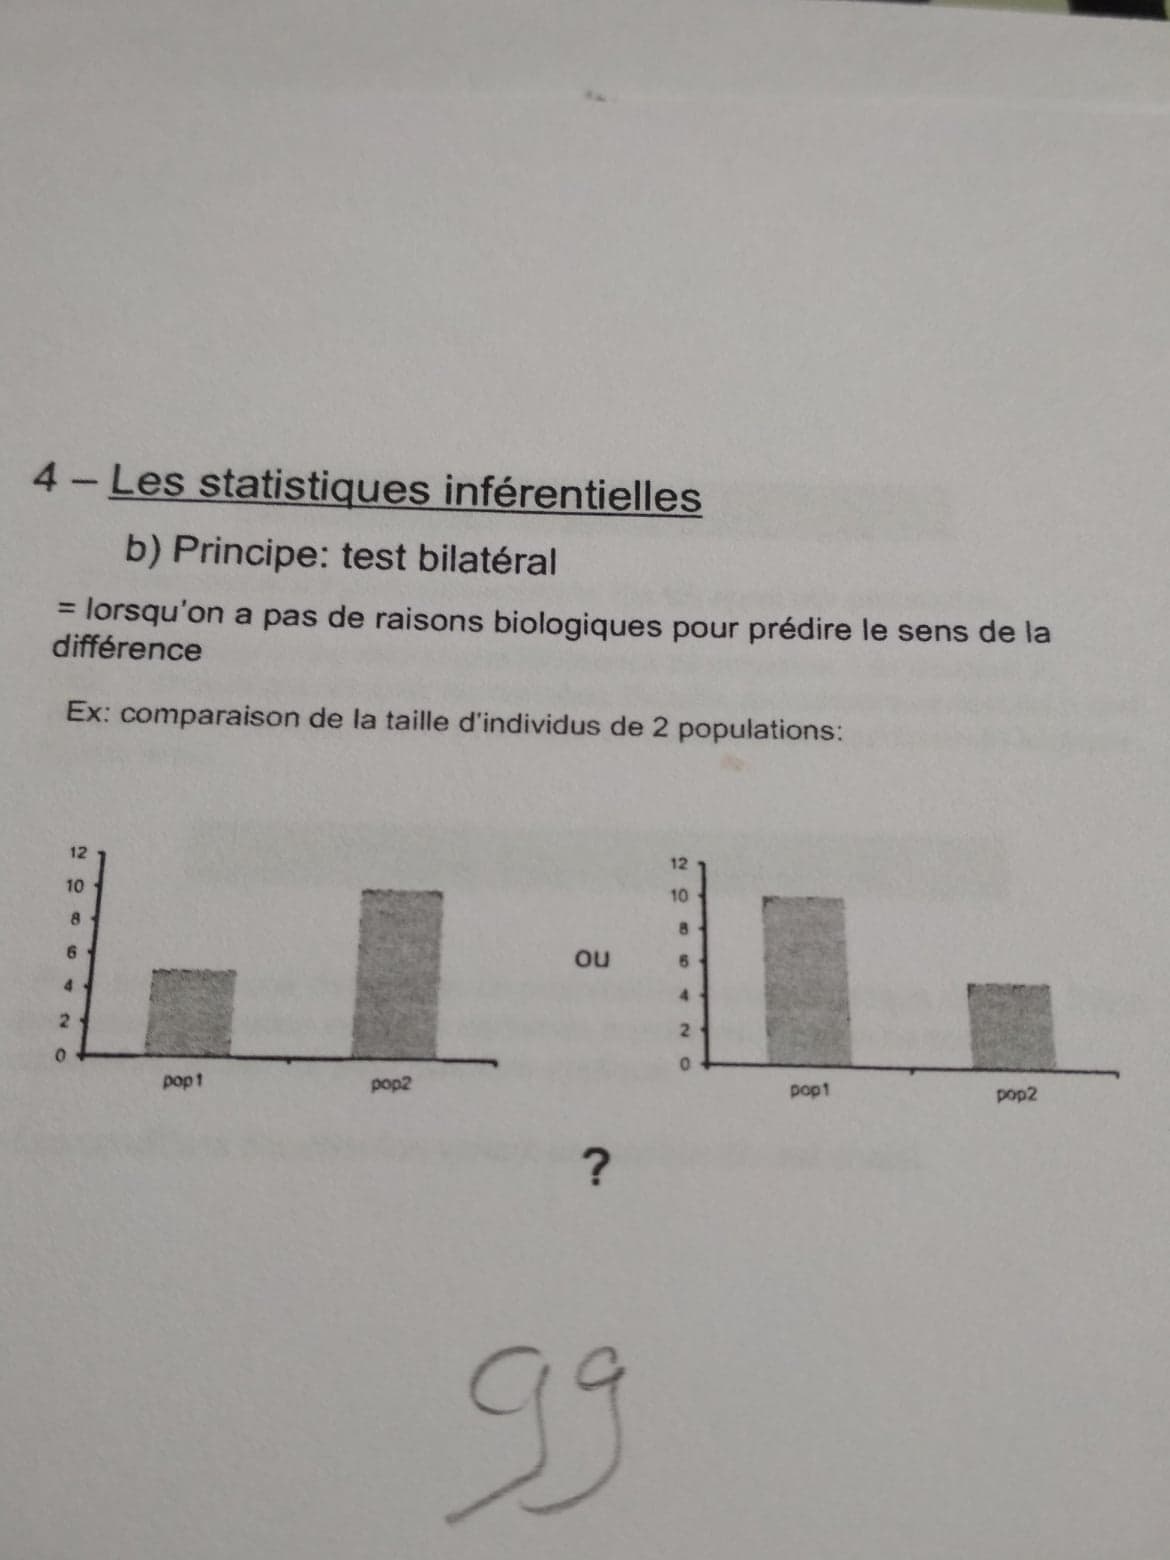 4 – Les statistiques inférentielles
b) Principe: test bilatéral
= lorsqu'on a pas de raisons biologiques pour prédire le sens de la
différence
Ex: comparaison de la taille d'individus de 2 populations:
12
10
8
6
4
2
0
pop1 pop2
ou
12
10
8
6
4
2
0
pop1 pop2
?
99